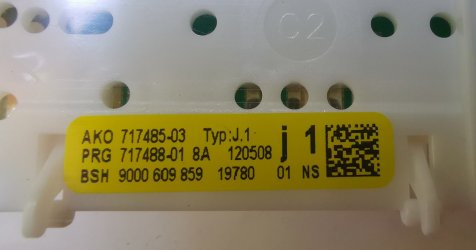 C2
AKO 717485-03 Typ:J.1
PRG 717488-01 8A 120508
j 1
BSH 9000 609 859 19780 01 NS